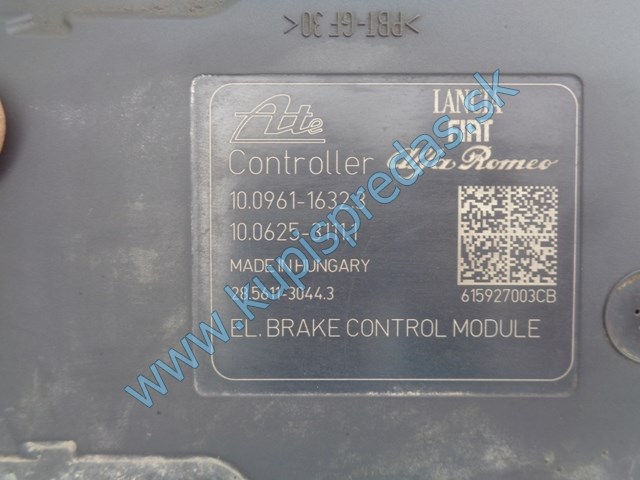 >PBT-GF 30<
Ate
LANCIA
FIAT
Alfa Romeo
Controller
10.0961-1632.3
10.0625-3111.1
MADE IN HUNGARY
28.5611-3044.3
615927003CB
EL. BRAKE CONTROL MODULE
www.kupispredas.sk